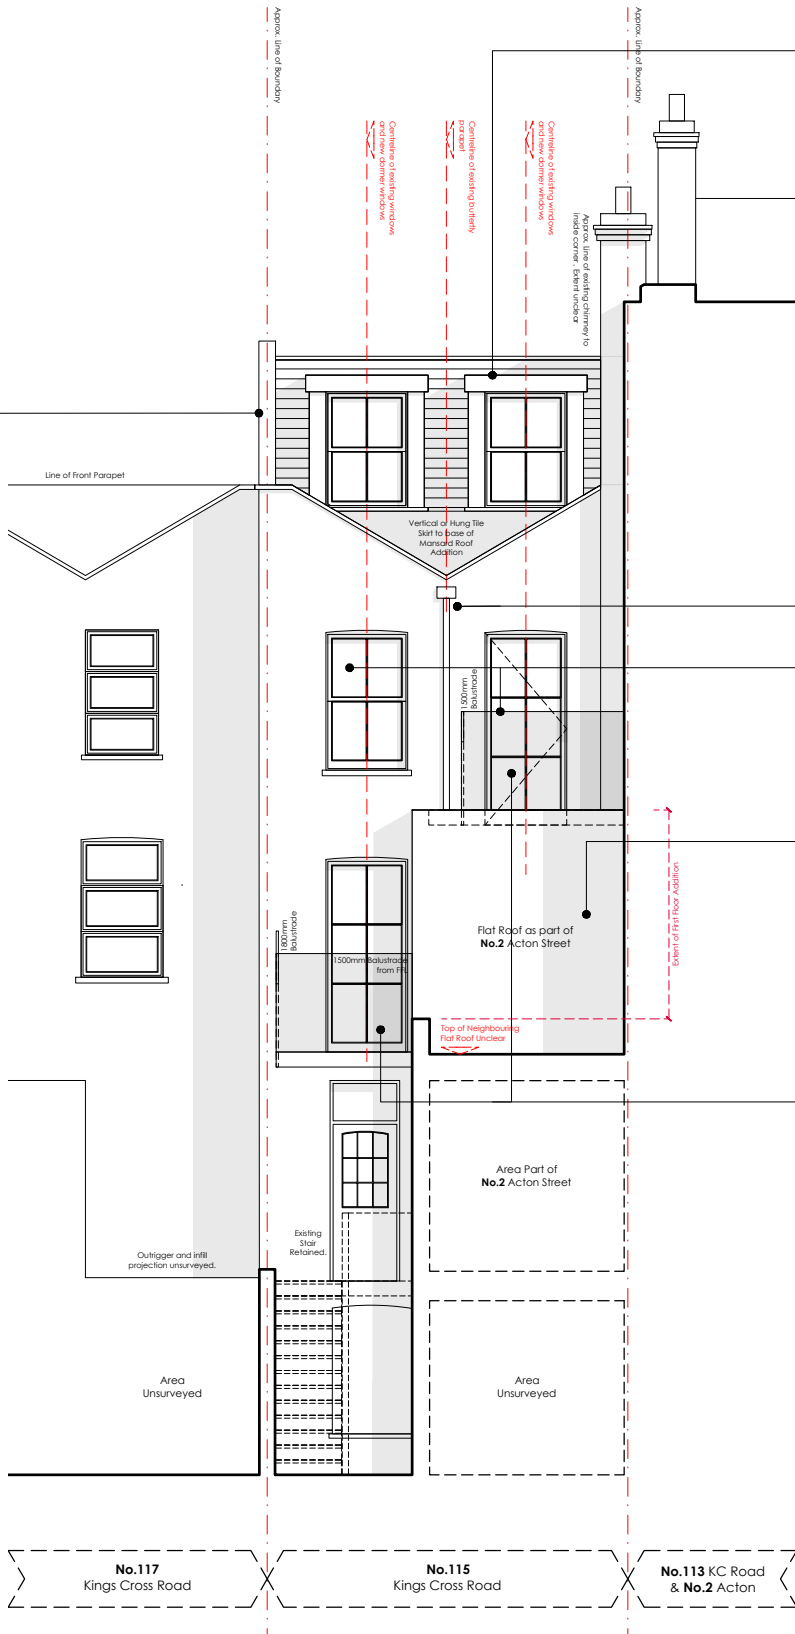 Approx. Line of Boundary
Approx. Line of Boundary
Centreline of existing windows
and new dormer windows
Centreline of existing butterfly
parapet
Centreline of existing windows
and new dormer windows
Approx. Line of existing chimney to
inside corner. Extent unclear
Line of Front Parapet
Vertical or Hung Tile
Skirt to base of
Mansard Roof
Addition
1500mm
Balustrade
1800mm
Balustrade
1500mm Balustrade
from FFL
Flat Roof as part of
No.2 Acton Street
Extent of First Floor Addition
Top of Neighbouring
Flat Roof Unclear
Area Part of
No.2 Acton Street
Existing
Stair
Retained.
Outrigger and infill
projection unsurveyed.
Area
Unsurveyed
Area
Unsurveyed
No.117
Kings Cross Road
No.115
Kings Cross Road
No.113 KC Road
& No.2 Acton